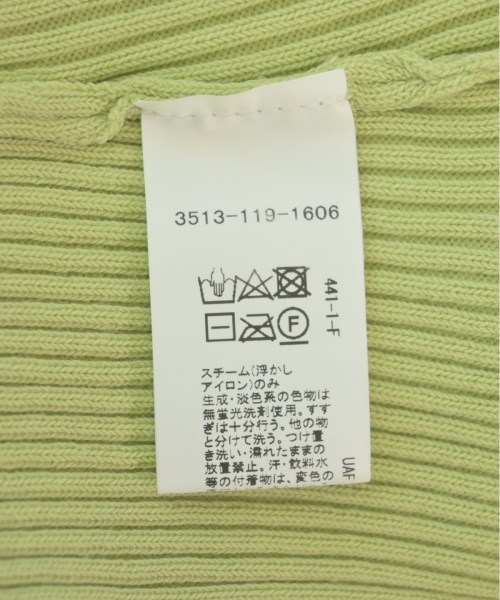 3513-119-1606
441-1-F
F
スチーム(浮かし
アイロン)のみ
生成・淡色系の色物は
無蛍光洗剤使用。すす
ぎは十分行う。他の物
と分けて洗う。つけ置
き洗い・濡れたままの
放置禁止。汗・飲料水
等の付着物は、変色の
UAF